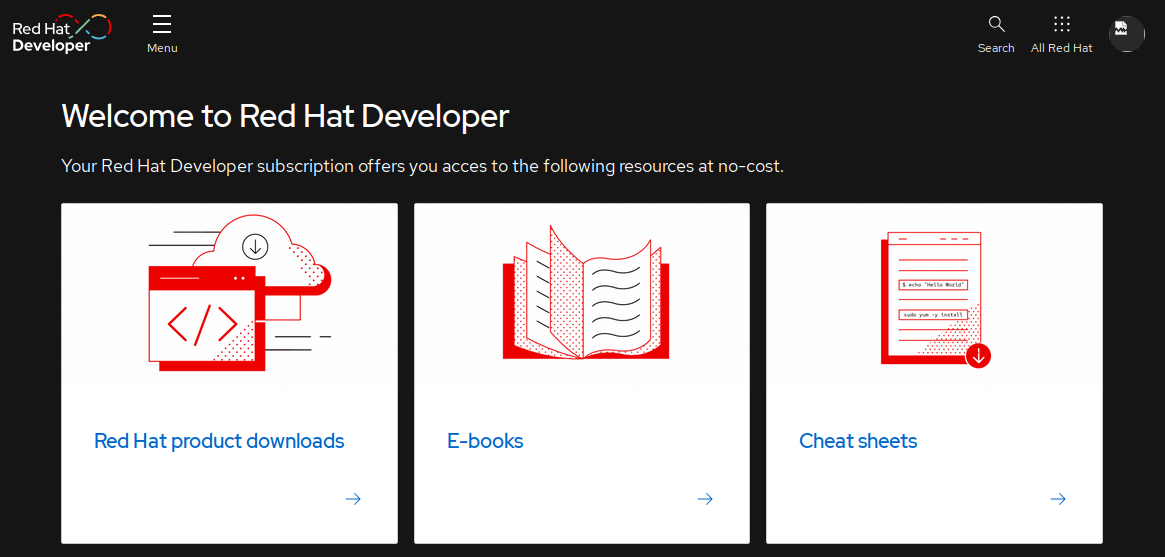 Red Hat
Developer
Menu
Search
All Red Hat
Welcome to Red Hat Developer
Your Red Hat Developer subscription offers you acces to the following resources at no-cost.
$ echo "Hello World"
sudo yum -y install
Red Hat product downloads
E-books
Cheat sheets